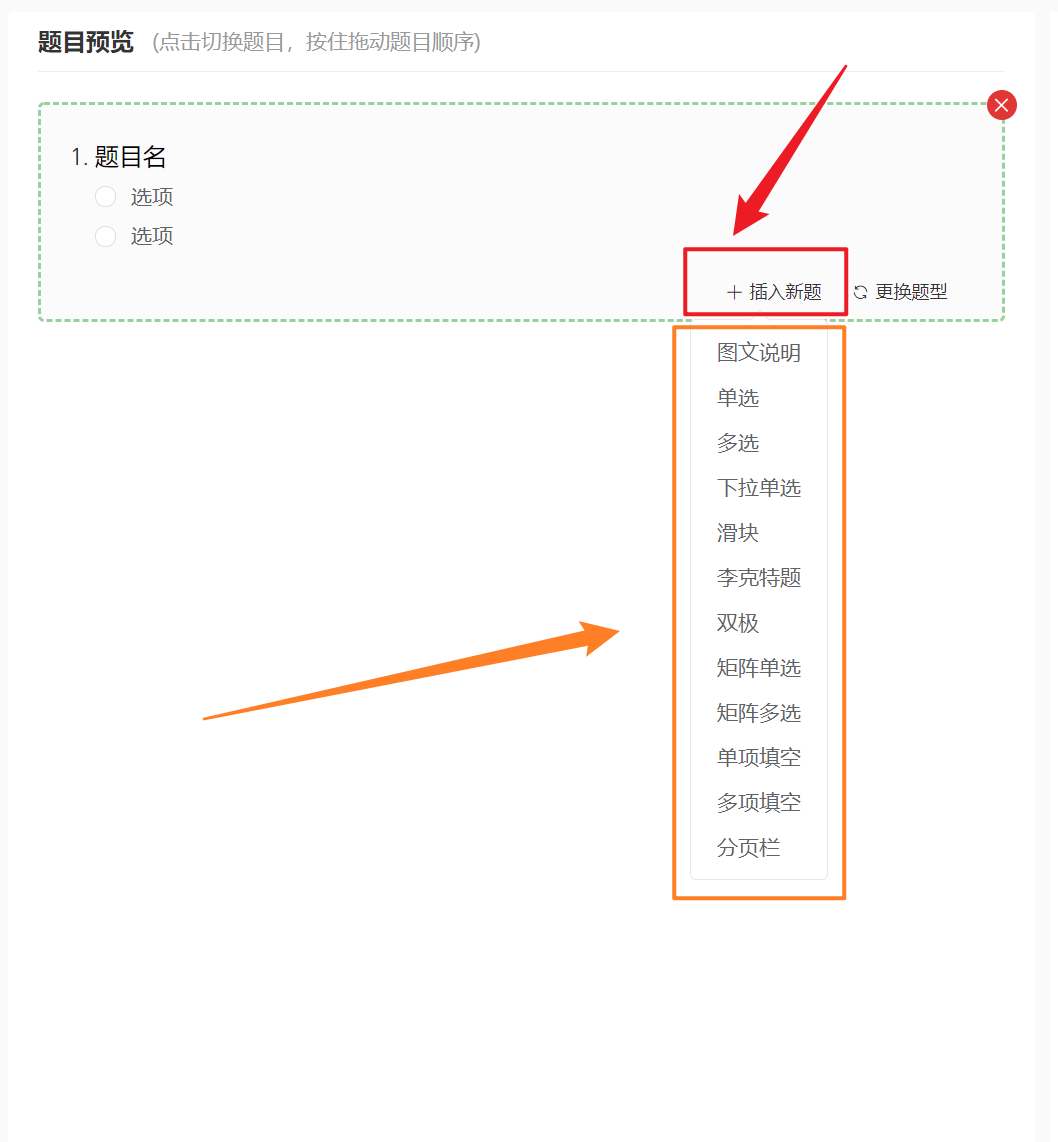 题目预览 (点击切换题目，按住拖动题目顺序)
1. 题目名
选项
选项
插入新题 更换题型
图文说明
单选
多选
下拉单选
滑块
李克特题
双极
矩阵单选
矩阵多选
单项填空
多项填空
分页栏